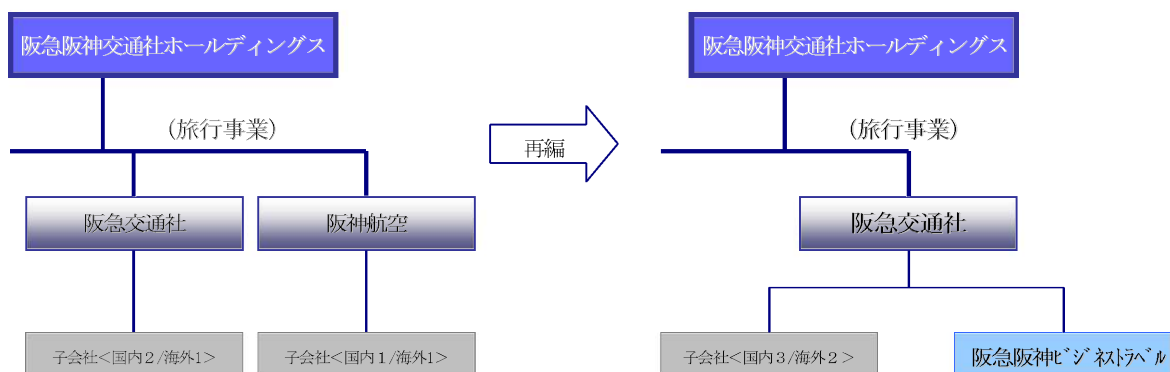 阪急阪神交通社ホールディングス
(旅行事業)
阪急交通社
阪神航空
子会社<国内２/海外1>
子会社<国内１/海外1>
再編
阪急阪神交通社ホールディングス
(旅行事業)
阪急交通社
子会社<国内３/海外２>
阪急阪神ﾋﾞｼﾞﾈｽﾄﾗﾍﾞﾙ